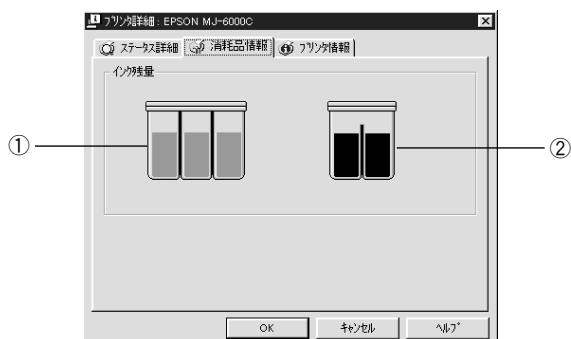 プリンタ詳細 : EPSON MJ-6000C
ステータス詳細 消耗品情報 プリンタ情報
インク残量
① ②
OK キャンセル ヘルプ